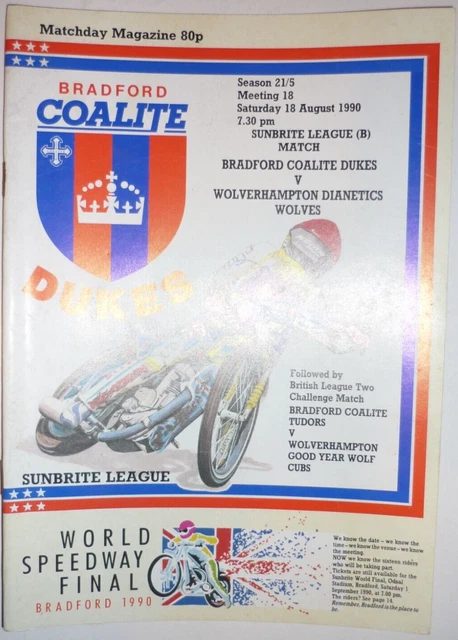 Matchday Magazine 80p
BRADFORD
COALITE
DUKES
Season 21/5
Meeting 18
Saturday 18 August 1990
7.30 pm
SUNBRITE LEAGUE (B)
MATCH
BRADFORD COALITE DUKES
V
WOLVERHAMPTON DIANETICS
WOLVES
Followed by
British League Two
Challenge Match
BRADFORD COALITE
TUDORS
V
WOLVERHAMPTON
GOOD YEAR WOLF
CUBS
SUNBRITE LEAGUE
WORLD
SPEEDWAY
FINAL
BRADFORD 1990
We know the date – we know the
time – we know the venue – we know
the meeting.
NOW we know the sixteen riders
who will be taking part.
Tickets are still available for the
Sunbrite World Final, Odsal
Stadium, Bradford, Saturday 1
September 1990, at 7.00 pm.
The riders? See page 14.
Remember, Bradford is the place to
be.